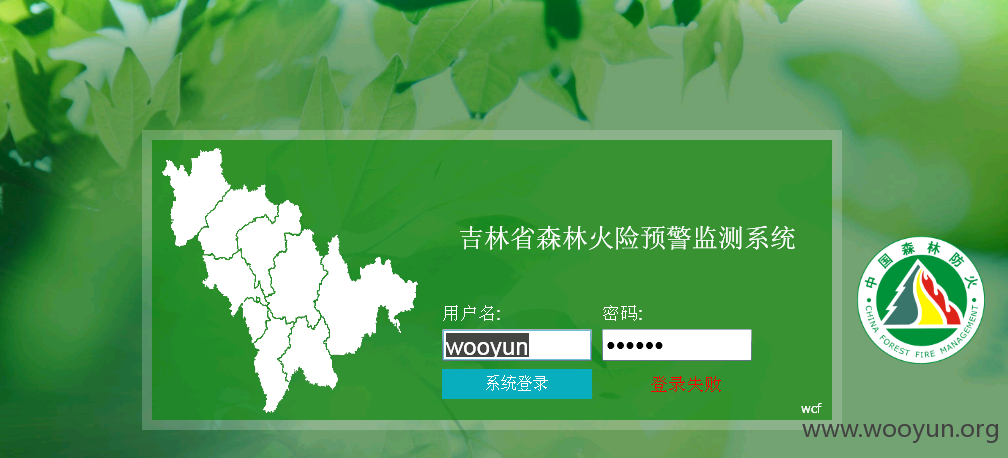 吉林省森林火险预警监测系统
用户名:
密码:
wooyun
••••••
系统登录
登录失败
wcf
中国森林防火
CHINA FOREST FIRE MANAGEMENT
www.wooyun.org